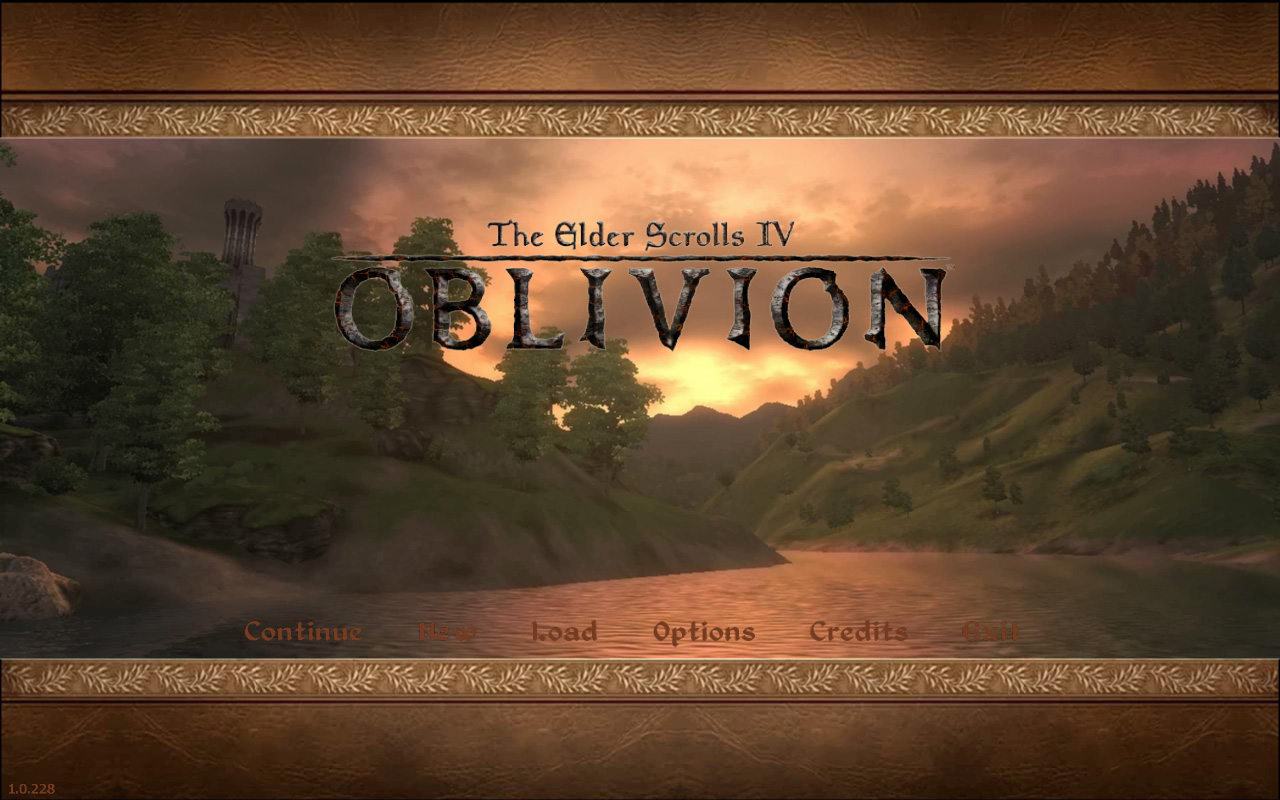 The Elder Scrolls IV
OBLIVION
Continue New Load Options Credits Exit
1.0.228